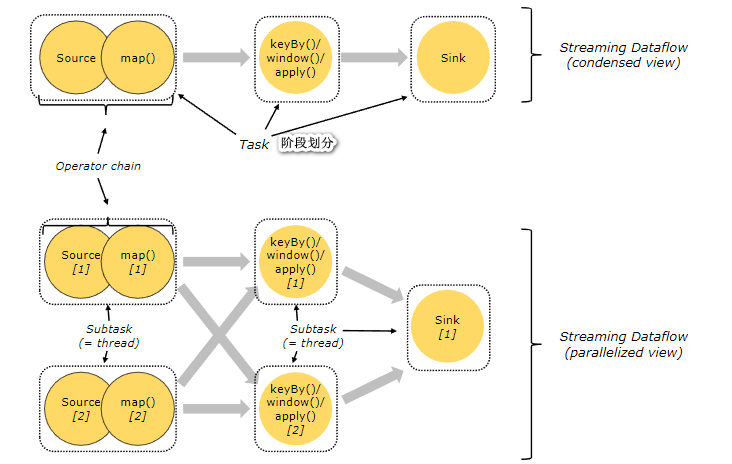 Source
map()
keyBy()/
window()/
apply()
Sink
Streaming Dataflow
(condensed view)
Task
阶段划分
Operator chain
Source
[1]
map()
[1]
keyBy()/
window()/
apply()
[1]
Subtask
(= thread)
Subtask
(= thread)
Sink
[1]
Streaming Dataflow
(parallelized view)
Source
[2]
map()
[2]
keyBy()/
window()/
apply()
[2]